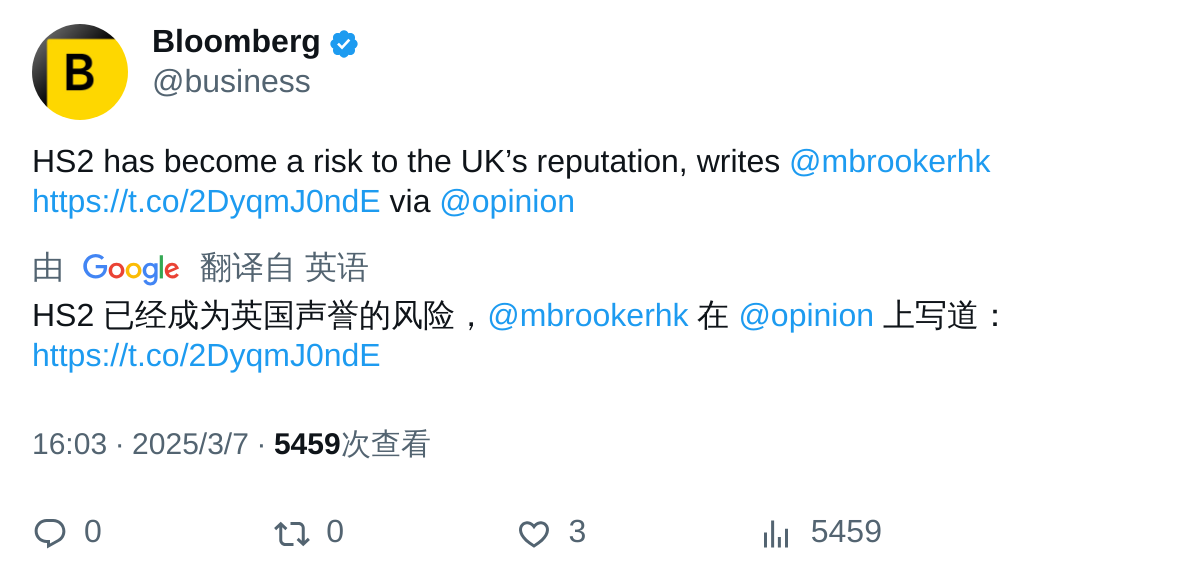 B
Bloomberg
@business
HS2 has become a risk to the UK’s reputation, writes @mbrookerhk
https://t.co/2DyqmJ0ndE via @opinion
由 Google 翻译自 英语
HS2 已经成为英国声誉的风险，@mbrookerhk 在 @opinion 上写道：
https://t.co/2DyqmJ0ndE
16:03 · 2025/3/7 · 5459次查看
0 0 3 5459